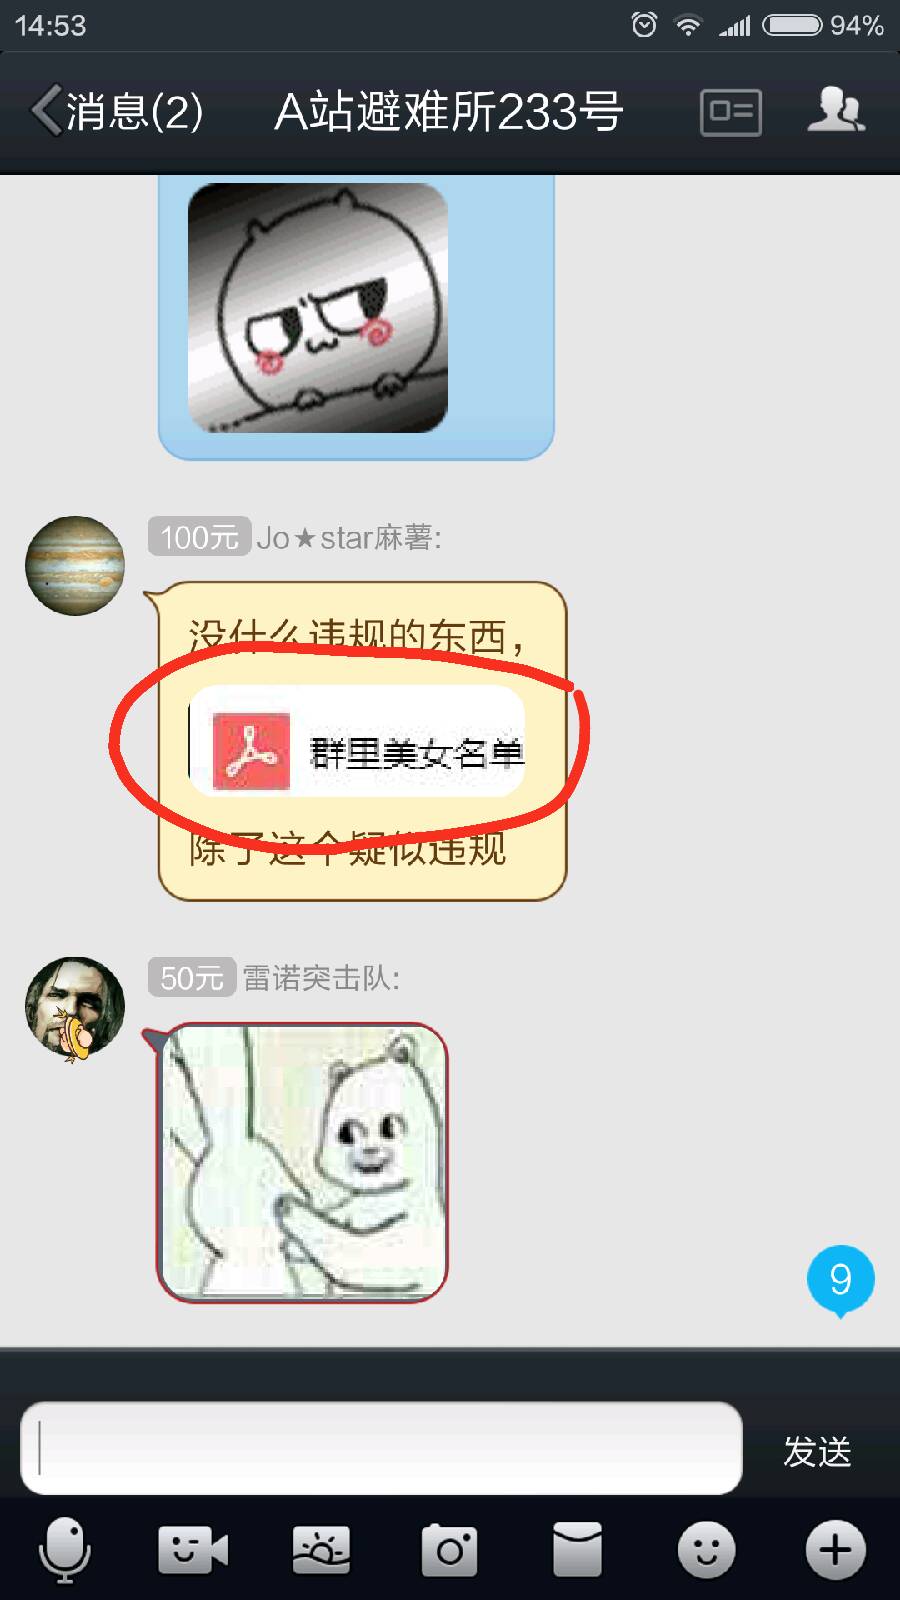 14:53
94%
消息(2)
A站避难所233号
100元 Jo★star麻薯:
没什么违规的东西，
群里美女名单
除了这个疑似违规
50元 雷诺突击队:
9
发送